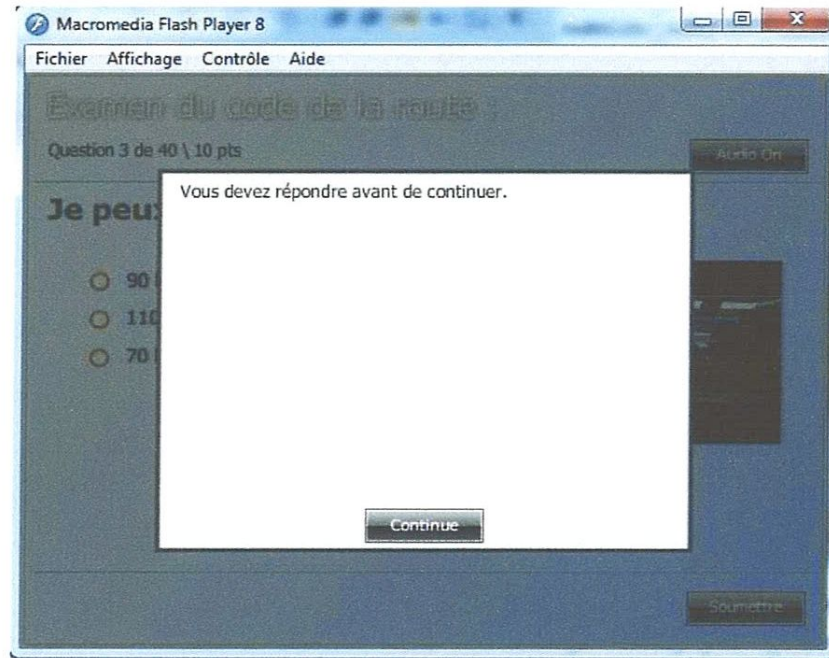 Macromedia Flash Player 8
Fichier Affichage Contrôle Aide
Examen du code de la route :
Question 3 de 40 \ 10 pts
Audio On
Vous devez répondre avant de continuer.
Je peux
90
110
70
Continue
Soumettre